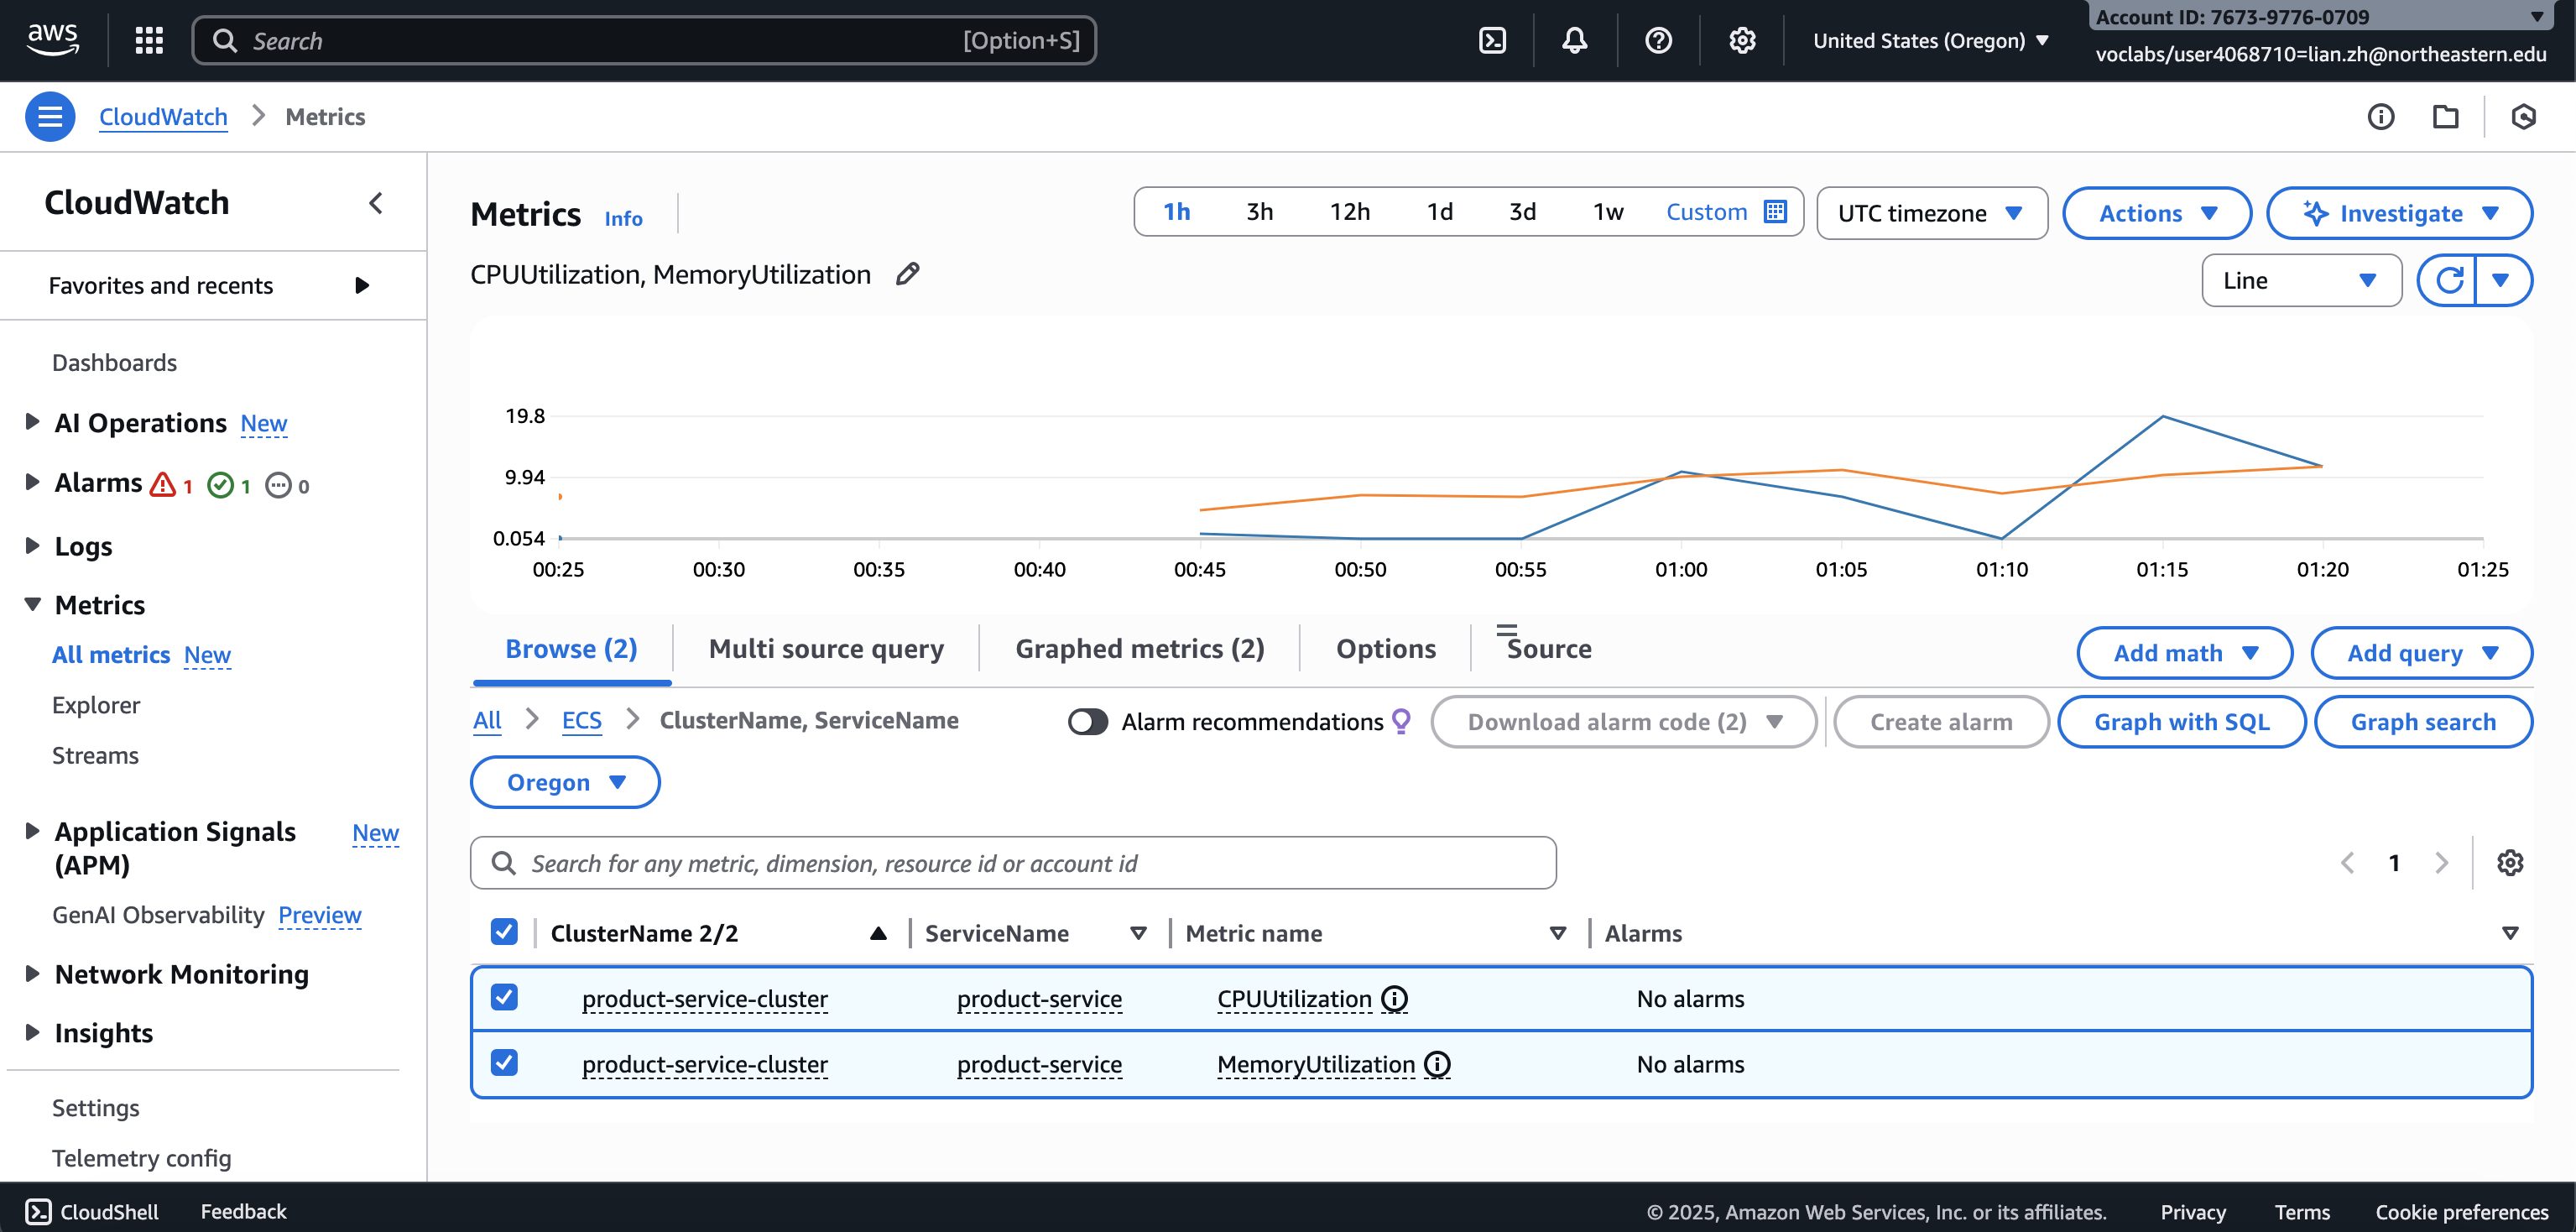 aws
Search [Option+S]
United States (Oregon)
Account ID: 7673-9776-0709
voclabs/user4068710=lian.zh@northeastern.edu
CloudWatch > Metrics
CloudWatch
Favorites and recents
Dashboards
AI Operations New
Alarms 1 1 0
Logs
Metrics
All metrics New
Explorer
Streams
Application Signals (APM) New
GenAI Observability Preview
Network Monitoring
Insights
Settings
Telemetry config
Metrics Info
1h 3h 12h 1d 3d 1w Custom
UTC timezone
Actions
Investigate
CPUUtilization, MemoryUtilization
Line
19.8
9.94
0.054
00:25 00:30 00:35 00:40 00:45 00:50 00:55 01:00 01:05 01:10 01:15 01:20 01:25
Browse (2) Multi source query Graphed metrics (2) Options Source
Add math
Add query
All > ECS > ClusterName, ServiceName
Alarm recommendations
Download alarm code (2)
Create alarm
Graph with SQL
Graph search
Oregon
Search for any metric, dimension, resource id or account id
1
ClusterName 2/2 ServiceName Metric name Alarms
product-service-cluster product-service CPUUtilization No alarms
product-service-cluster product-service MemoryUtilization No alarms
CloudShell Feedback
© 2025, Amazon Web Services, Inc. or its affiliates. Privacy Terms Cookie preferences